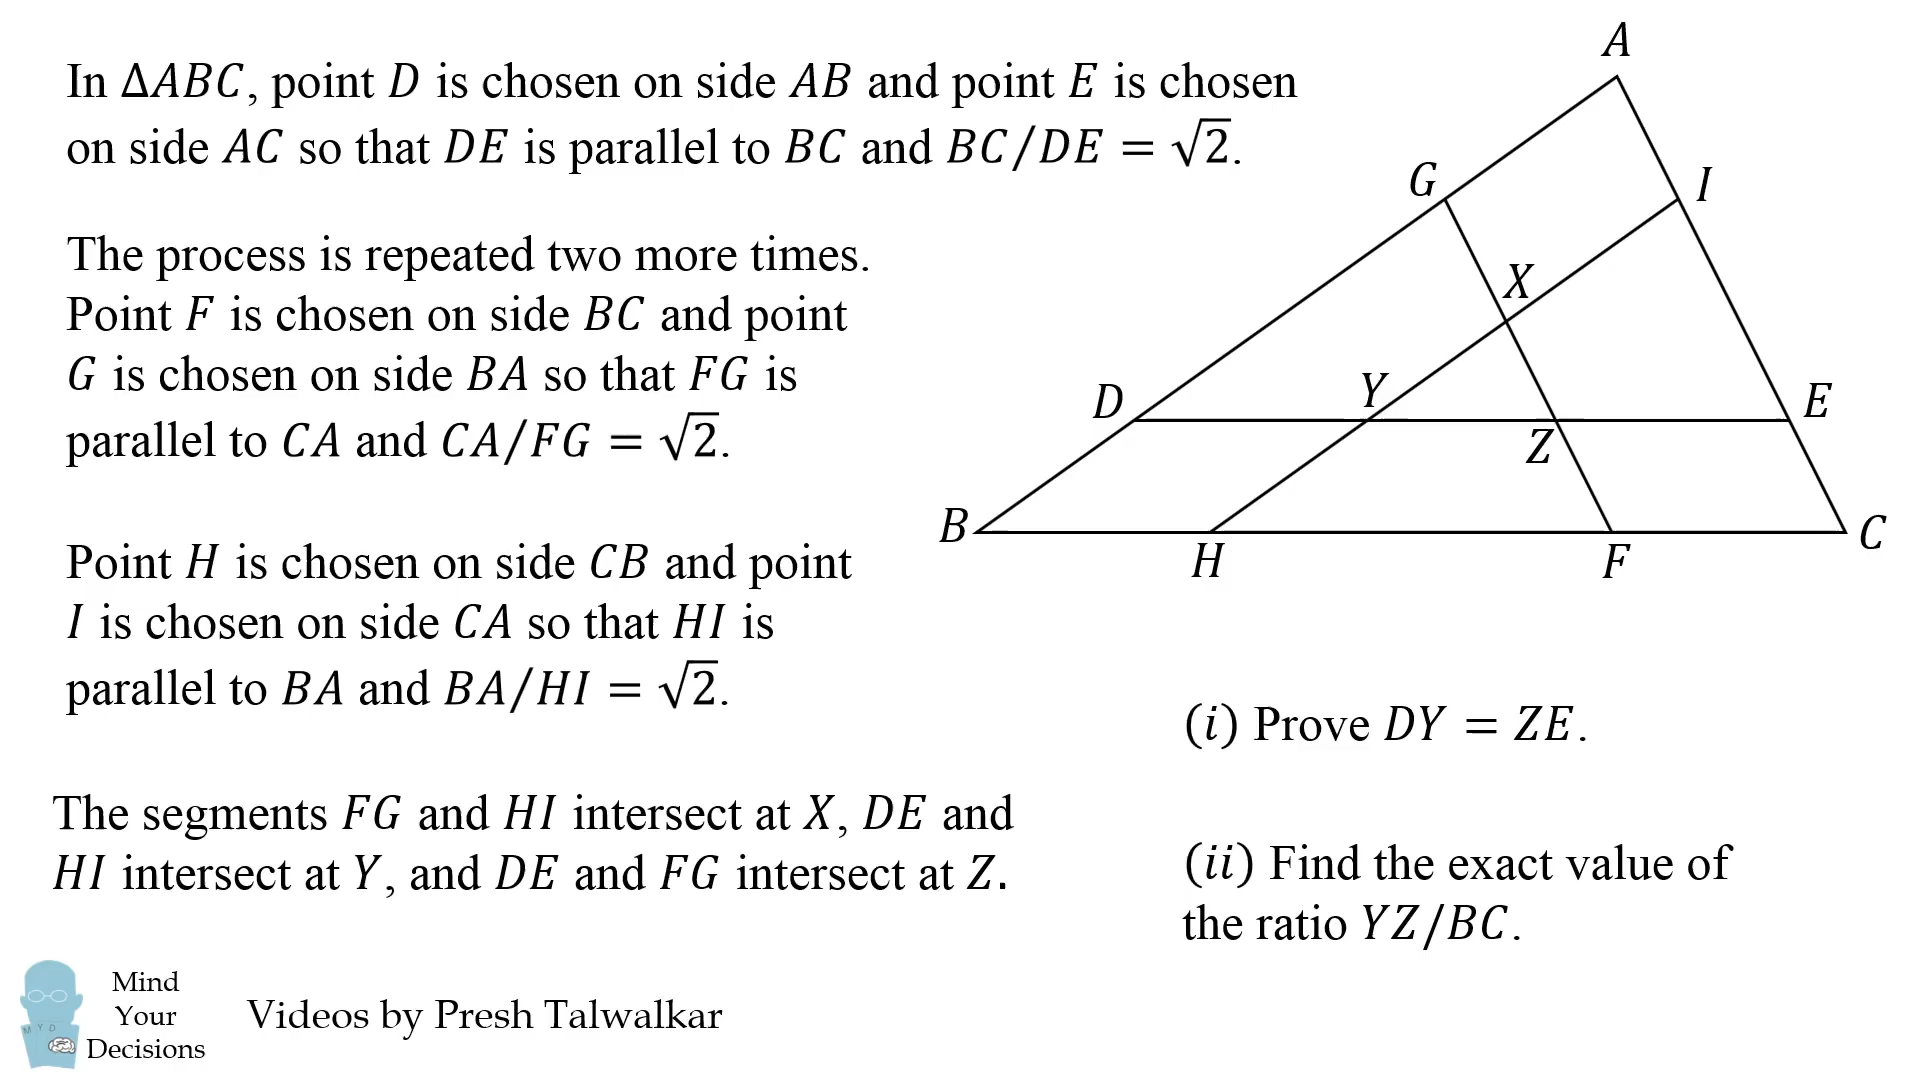 In ΔABC, point D is chosen on side AB and point E is chosen
on side AC so that DE is parallel to BC and BC/DE = √2.
The process is repeated two more times.
Point F is chosen on side BC and point
G is chosen on side BA so that FG is
parallel to CA and CA/FG = √2.
Point H is chosen on side CB and point
I is chosen on side CA so that HI is
parallel to BA and BA/HI = √2.
The segments FG and HI intersect at X, DE and
HI intersect at Y, and DE and FG intersect at Z.
A
G
I
X
D
Y
E
Z
B
H
F
C
(i) Prove DY = ZE.
(ii) Find the exact value of
the ratio YZ/BC.
M Y D
Mind
Your
Decisions
Videos by Presh Talwalkar